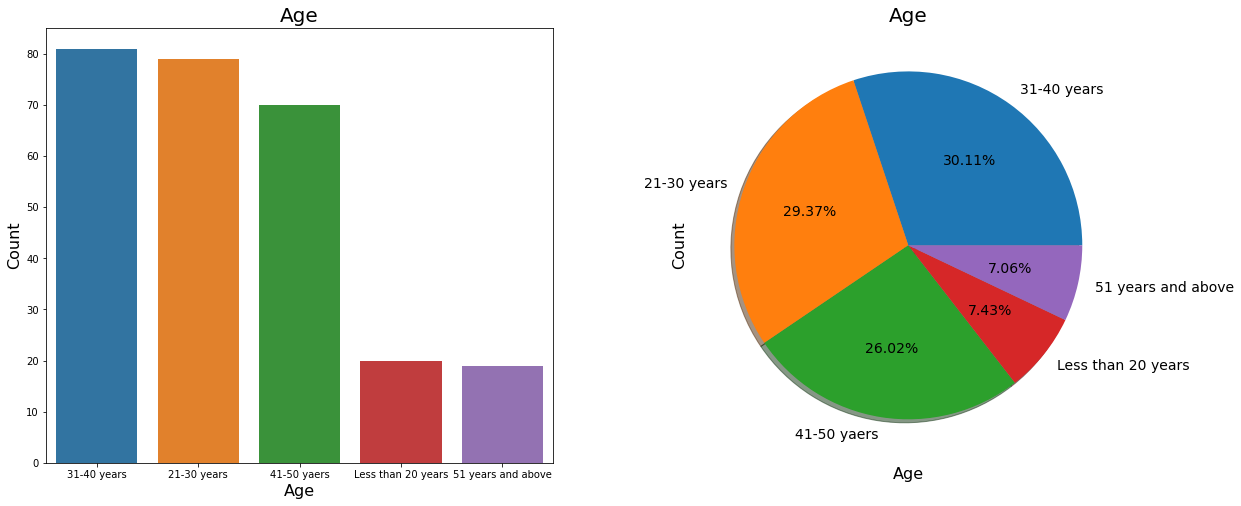 Age
80
70
60
50
40
30
20
10
0
Count
31-40 years
21-30 years
41-50 yaers
Less than 20 years
51 years and above
Age
Age
31-40 years
30.11%
21-30 years
29.37%
Count
7.06%
51 years and above
7.43%
26.02%
Less than 20 years
41-50 yaers
Age